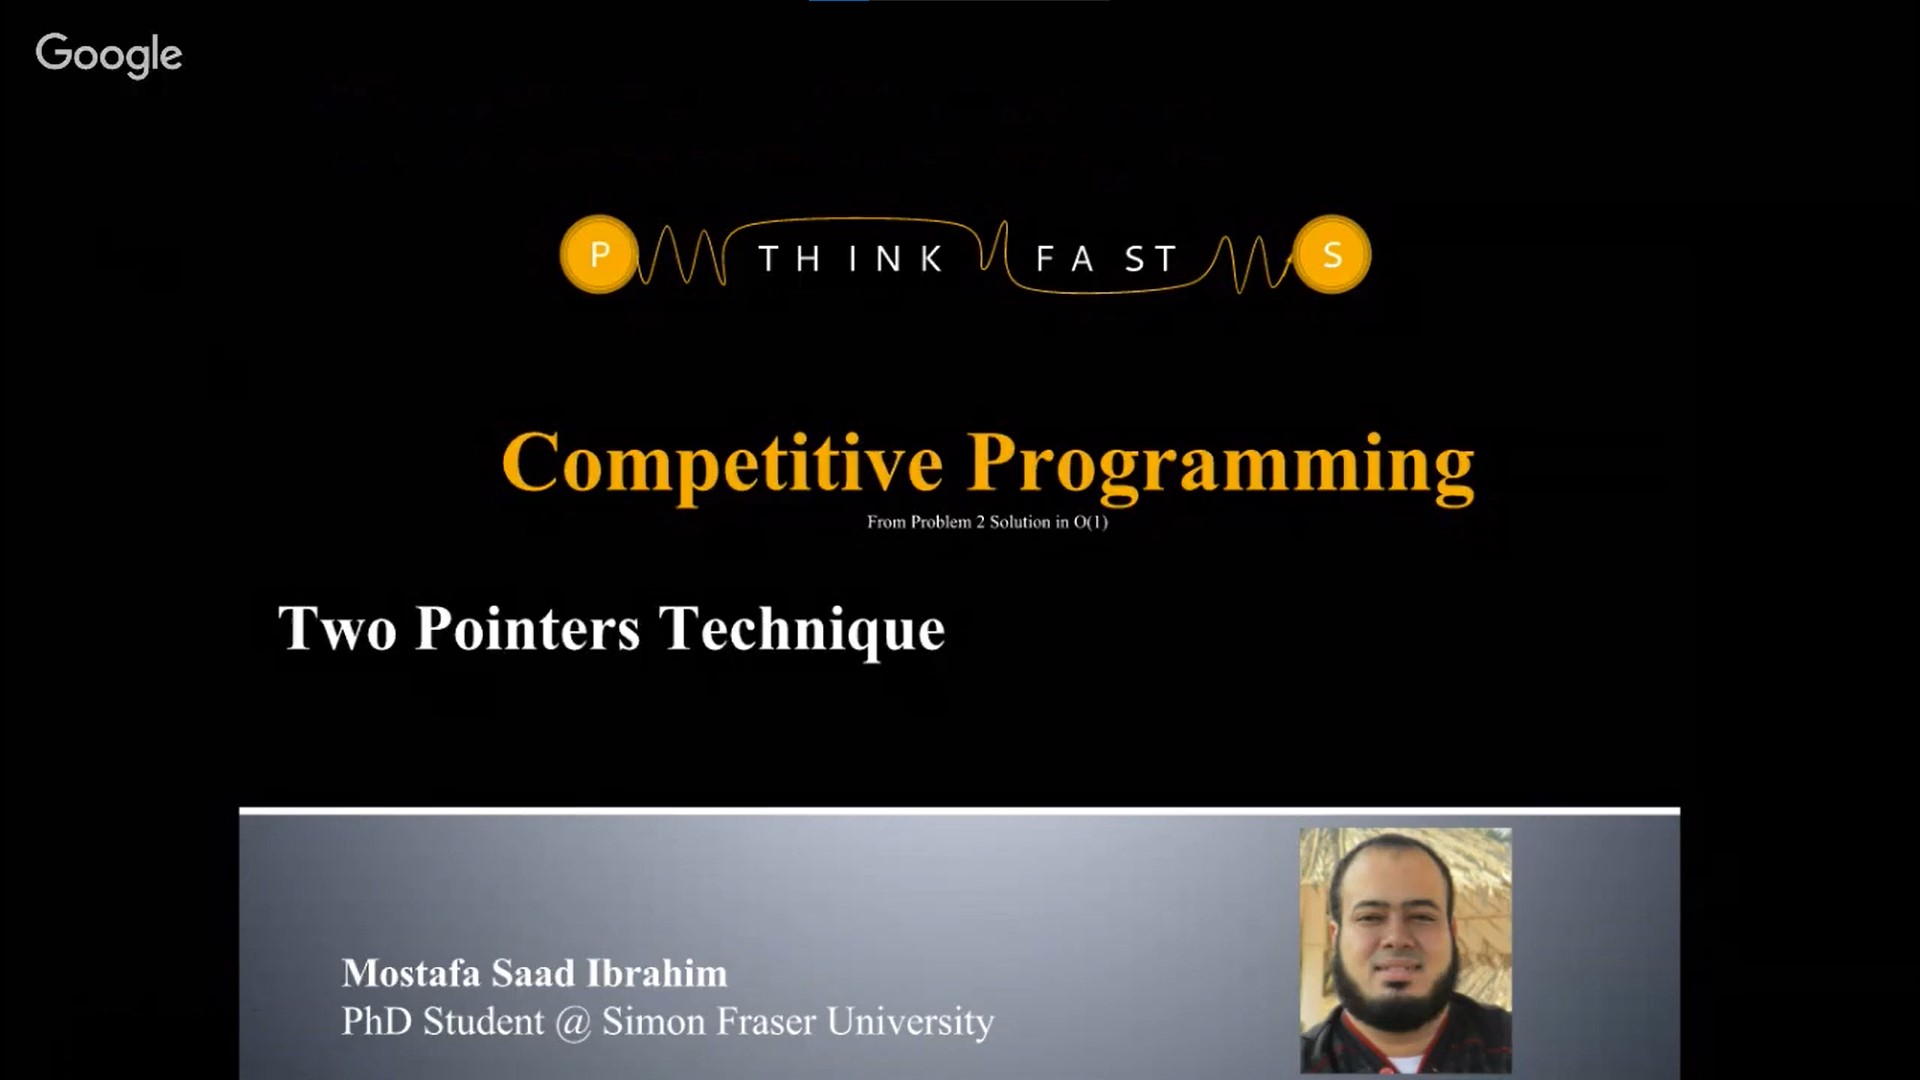 Google
P THINK FAST S
Competitive Programming
From Problem 2 Solution in O(1)
Two Pointers Technique
Mostafa Saad Ibrahim
PhD Student @ Simon Fraser University